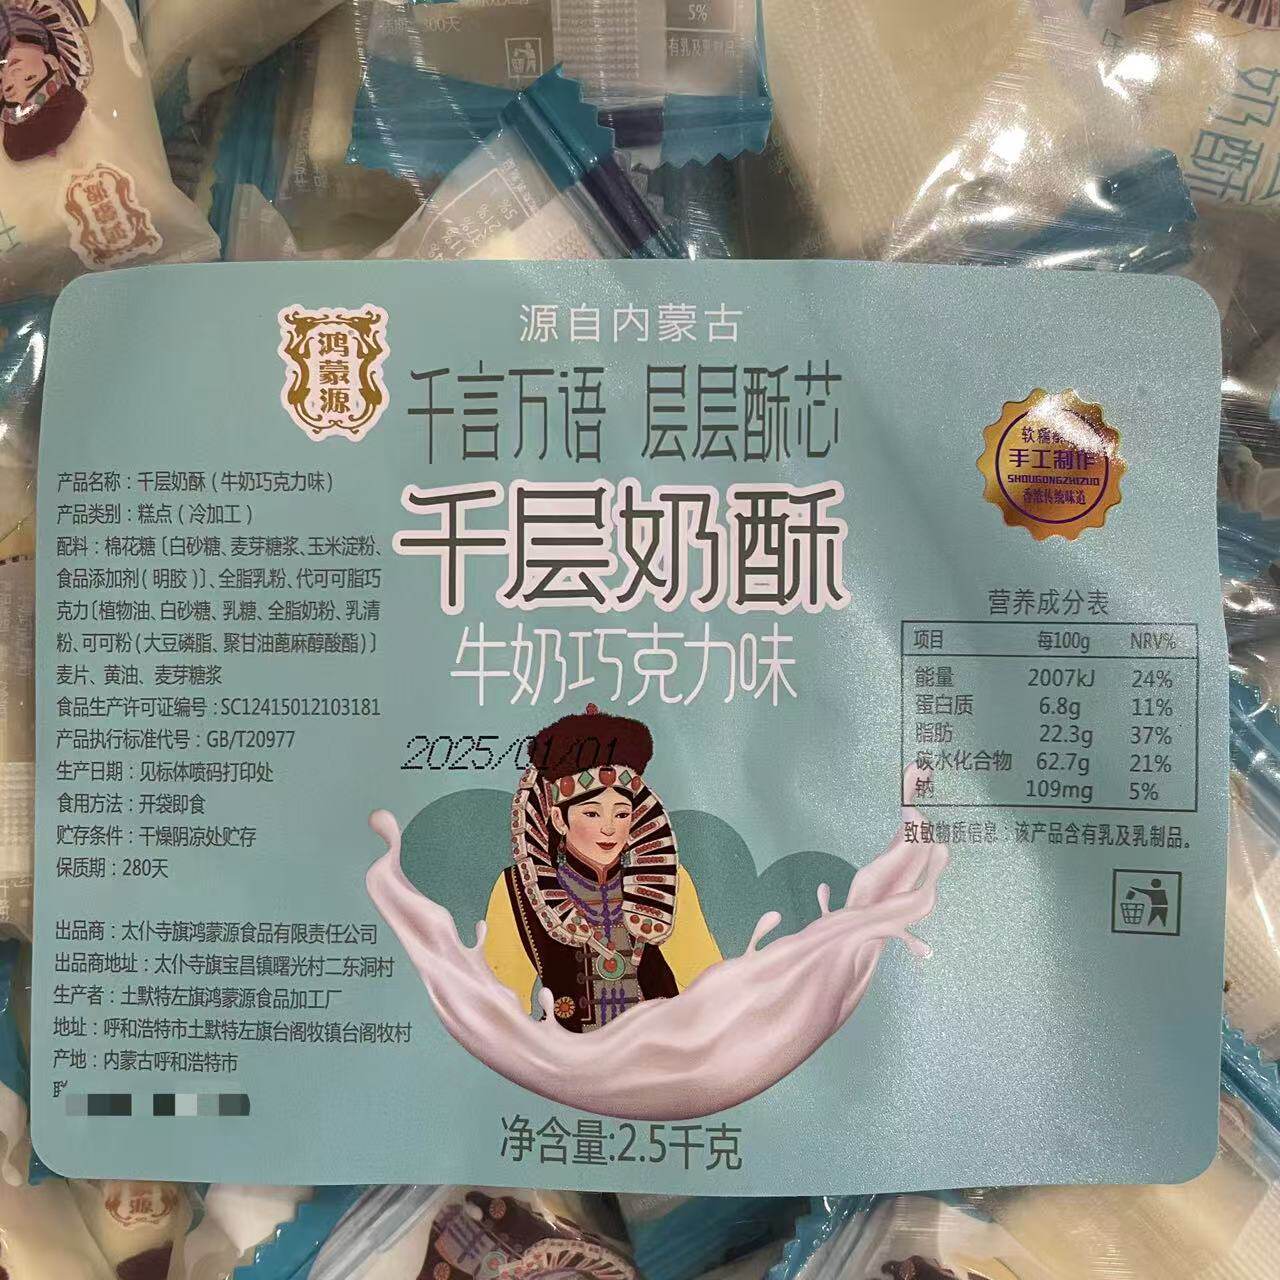 源自内蒙古
鸿蒙源
千言万语 层层酥芯
千层奶酥
牛奶巧克力味
手工制作
SHOUGONGZHIZUO
香浓传统味道
产品名称：千层奶酥（牛奶巧克力味）
产品类别：糕点（冷加工）
配料：棉花糖〔白砂糖、麦芽糖浆、玉米淀粉、
食品添加剂（明胶）〕、全脂乳粉、代可可脂巧
克力〔植物油、白砂糖、乳糖、全脂奶粉、乳清
粉、可可粉（大豆磷脂、聚甘油蓖麻醇酸酯）〕
麦片、黄油、麦芽糖浆
食品生产许可证编号：SC12415012103181
产品执行标准代号：GB/T20977
生产日期：见标体喷码打印处
食用方法：开袋即食
贮存条件：干燥阴凉处贮存
保质期：280天
出品商：太仆寺旗鸿蒙源食品有限责任公司
出品商地址：太仆寺旗宝昌镇曙光村二东洞村
生产者：土默特左旗鸿蒙源食品加工厂
地址：呼和浩特市土默特左旗台阁牧镇台阁牧村
产地：内蒙古呼和浩特市
2025/01/01
营养成分表
项目 每100g NRV%
能量 2007kJ 24%
蛋白质 6.8g 11%
脂肪 22.3g 37%
碳水化合物 62.7g 21%
钠 109mg 5%
致敏物质信息：该产品含有乳及乳制品。
净含量:2.5千克